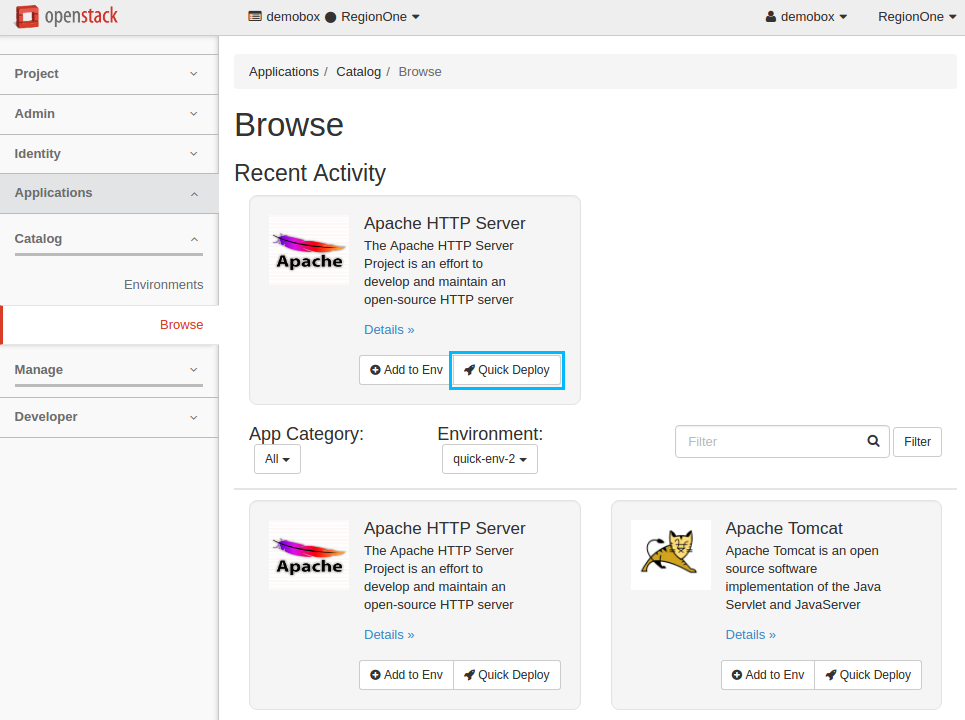 openstack
demobox RegionOne
demobox
RegionOne
Project
Admin
Identity
Applications
Catalog
Environments
Browse
Manage
Developer
Applications / Catalog / Browse
Browse
Recent Activity
Apache
Apache HTTP Server
The Apache HTTP Server
Project is an effort to
develop and maintain an
open-source HTTP server
Details »
Add to Env
Quick Deploy
App Category:
All
Environment:
quick-env-2
Filter
Filter
Apache
Apache HTTP Server
The Apache HTTP Server
Project is an effort to
develop and maintain an
open-source HTTP server
Details »
Add to Env
Quick Deploy
Apache Tomcat
Apache Tomcat is an open
source software
implementation of the Java
Servlet and JavaServer
Details »
Add to Env
Quick Deploy